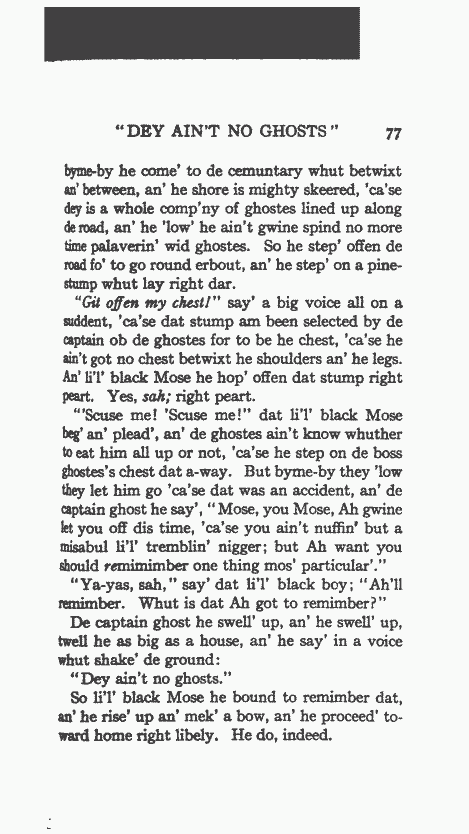 "DEY AIN'T NO GHOSTS" 77
byme-by he come' to de cemuntary whut betwixt
an' between, an' he shore is mighty skeered, 'ca'se
dey is a whole comp'ny of ghostes lined up along
de road, an' he 'low' he ain't gwine spind no more
time palaverin' wid ghostes. So he step' offen de
road fo' to go round erbout, an' he step' on a pine-
stump whut lay right dar.
"Git offen my chest!" say' a big voice all on a
suddent, 'ca'se dat stump am been selected by de
captain ob de ghostes for to be he chest, 'ca'se he
ain't got no chest betwixt he shoulders an' he legs.
An' li'l' black Mose he hop' offen dat stump right
peart. Yes, sah; right peart.
"'Scuse me! 'Scuse me!" dat li'l' black Mose
beg' an' plead', an' de ghostes ain't know whuther
to eat him all up or not, 'ca'se he step on de boss
ghostes's chest dat a-way. But byme-by they 'low
they let him go 'ca'se dat was an accident, an' de
captain ghost he say', "Mose, you Mose, Ah gwine
let you off dis time, 'ca'se you ain't nuffin' but a
misabul li'l' tremblin' nigger; but Ah want you
should remimimber one thing mos' particular'."
"Ya-yas, sah," say' dat li'l' black boy; "Ah'll
remimber. Whut is dat Ah got to remimber?"
De captain ghost he swell' up, an' he swell' up,
twell he as big as a house, an' he say' in a voice
whut shake' de ground:
"Dey ain't no ghosts."
So li'l' black Mose he bound to remimber dat,
an' he rise' up an' mek' a bow, an' he proceed' to-
ward home right libely. He do, indeed.